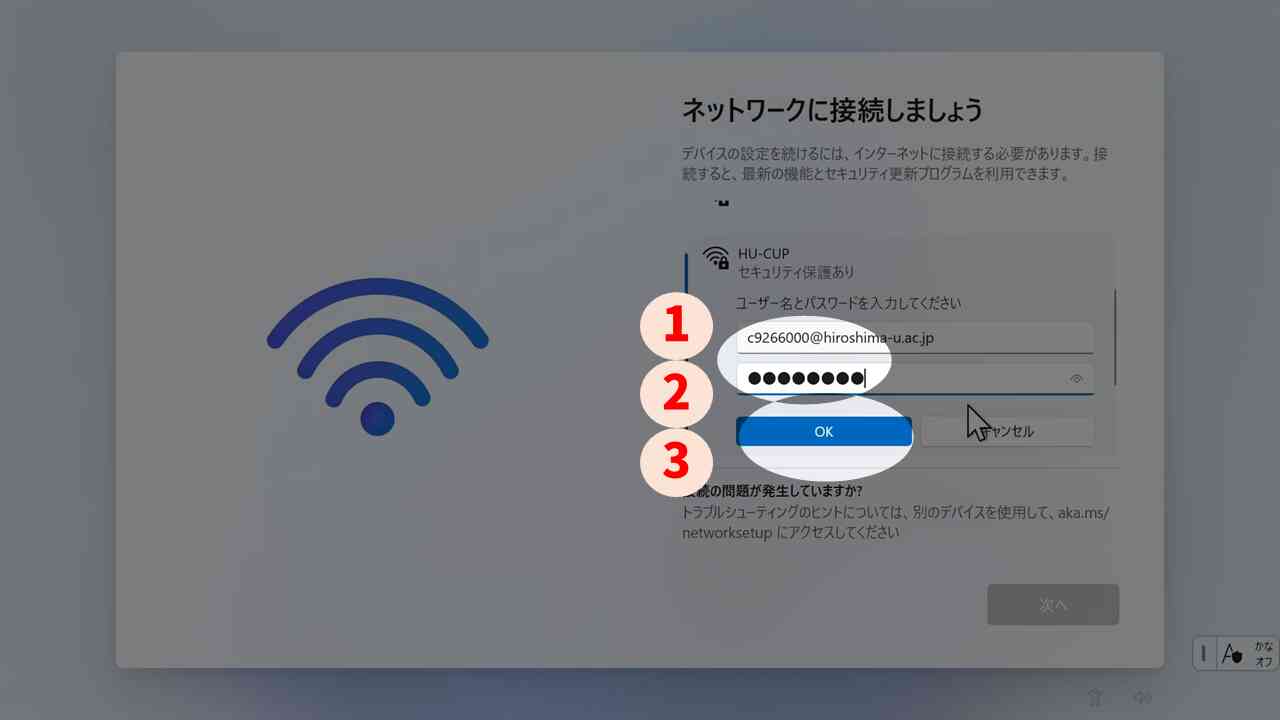 ネットワークに接続しましょう
デバイスの設定を続けるには、インターネットに接続する必要があります。接
続すると、最新の機能とセキュリティ更新プログラムを利用できます。
HU-CUP
セキュリティ保護あり
ユーザー名とパスワードを入力してください
1
c9266000@hiroshima-u.ac.jp
2
●●●●●●●●
OK
キャンセル
3
接続の問題が発生していますか?
トラブルシューティングのヒントについては、別のデバイスを使用して、aka.ms/
networksetup にアクセスしてください
次へ
A
かな
オフ